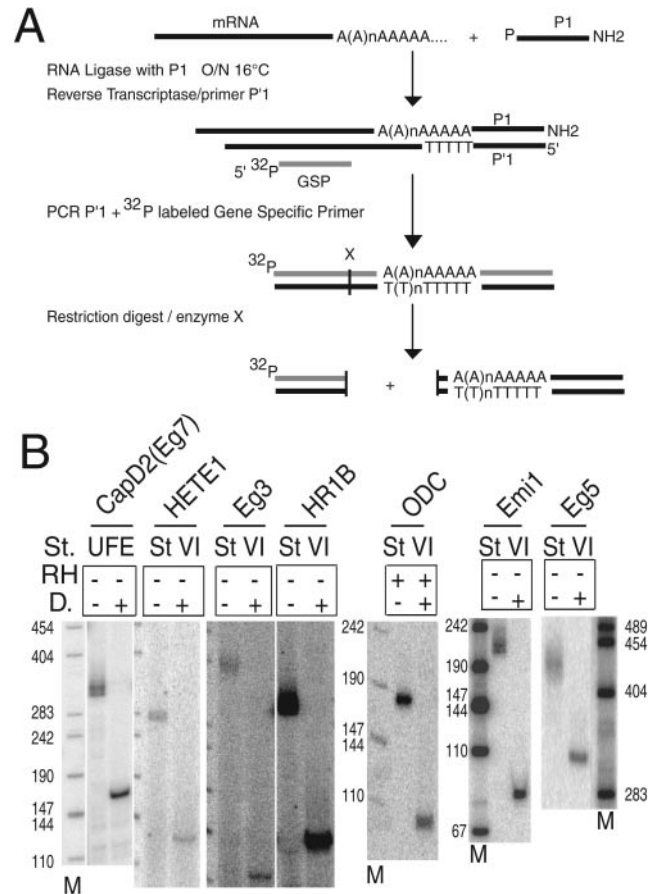 A
mRNA
A(A)nAAAAA....
+
P
P1
NH2
RNA Ligase with P1 O/N 16°C
Reverse Transcriptase/primer P'1
A(A)nAAAAA
P1
NH2
TTTTT
P'1
5'
5' 32P
GSP
PCR P'1 + 32P labeled Gene Specific Primer
32P
X
A(A)nAAAAA
T(T)nTTTTT
Restriction digest / enzyme X
32P
+
A(A)nAAAAA
T(T)nTTTTT
B
CapD2(Eg7) HETE1 Eg3 HR1B ODC Emi1 Eg5
St. UFE St VI St VI St VI St VI St VI St VI
RH - - - - - - - - + + - - - -
D. - + - + - + - + - + - + - +
454
404
283
242
190
147
144
110
M
242
190
147
144
110
M
242
190
147
144
110
67
M
489
454
404
283
M